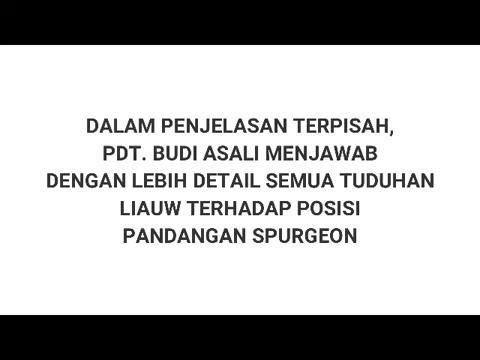 DALAM PENJELASAN TERPISAH,
PDT. BUDI ASALI MENJAWAB
DENGAN LEBIH DETAIL SEMUA TUDUHAN
LIAUW TERHADAP POSISI
PANDANGAN SPURGEON